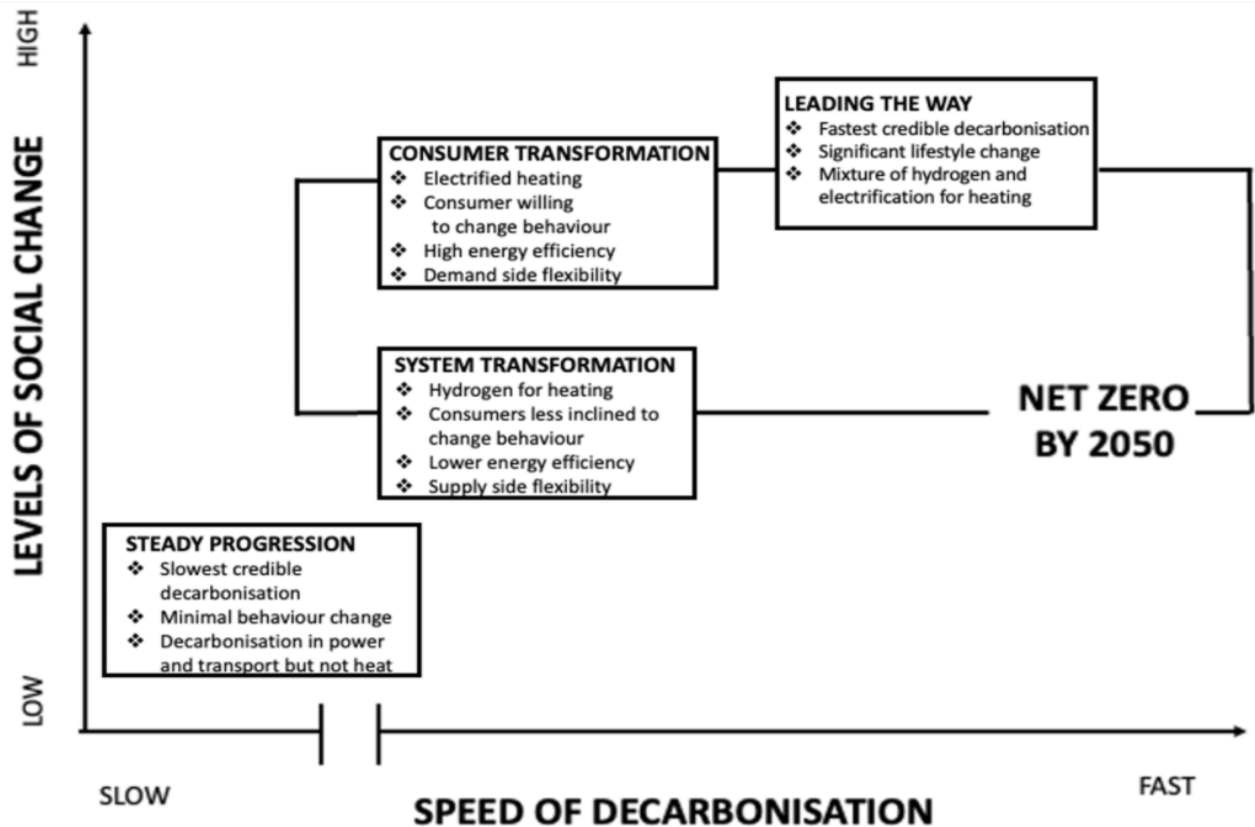 HIGH
LEVELS OF SOCIAL CHANGE
LOW
LEADING THE WAY
❖ Fastest credible decarbonisation
❖ Significant lifestyle change
❖ Mixture of hydrogen and
electrification for heating
CONSUMER TRANSFORMATION
❖ Electrified heating
❖ Consumer willing
to change behaviour
❖ High energy efficiency
❖ Demand side flexibility
SYSTEM TRANSFORMATION
❖ Hydrogen for heating
❖ Consumers less inclined to
change behaviour
❖ Lower energy efficiency
❖ Supply side flexibility
NET ZERO
BY 2050
STEADY PROGRESSION
❖ Slowest credible
decarbonisation
❖ Minimal behaviour change
❖ Decarbonisation in power
and transport but not heat
SLOW
SPEED OF DECARBONISATION
FAST